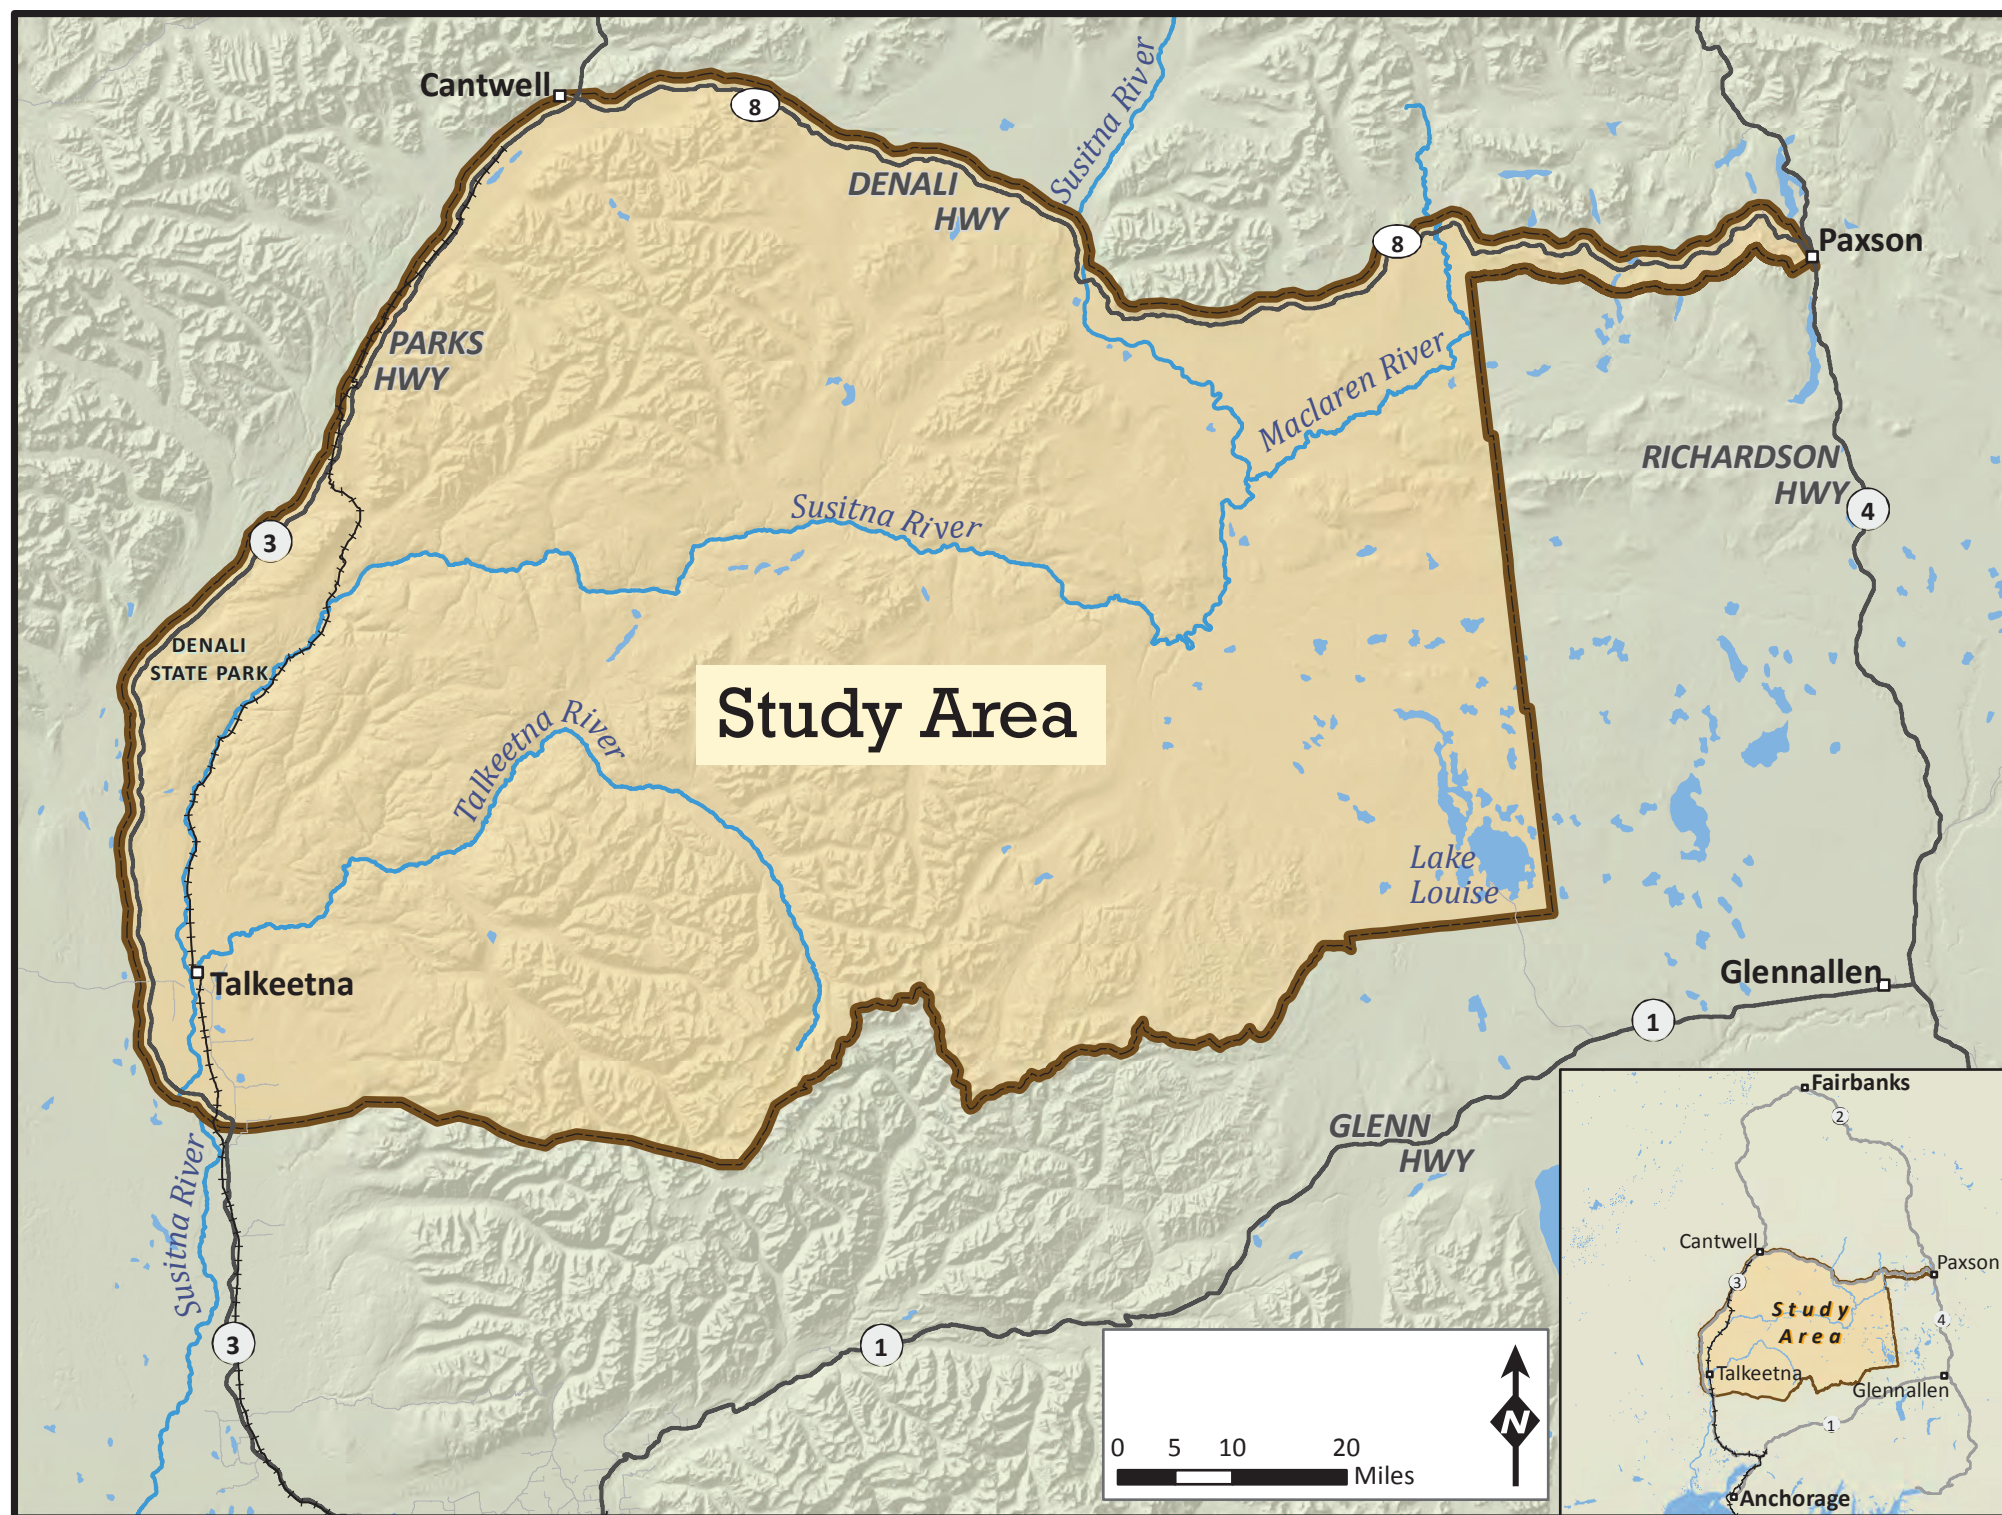 Cantwell
8
Susitna River
DENALI
HWY
8
Paxson
PARKS
HWY
Maclaren River
RICHARDSON
HWY
4
Susitna River
3
DENALI
STATE PARK
Study Area
Talkeetna River
Lake
Louise
Talkeetna
Glennallen
1
GLENN
HWY
Susitna River
3
1
0 5 10 20
Miles
N
Fairbanks
2
Cantwell
Paxson
3
Study
Area
4
Talkeetna
Glennallen
1
Anchorage